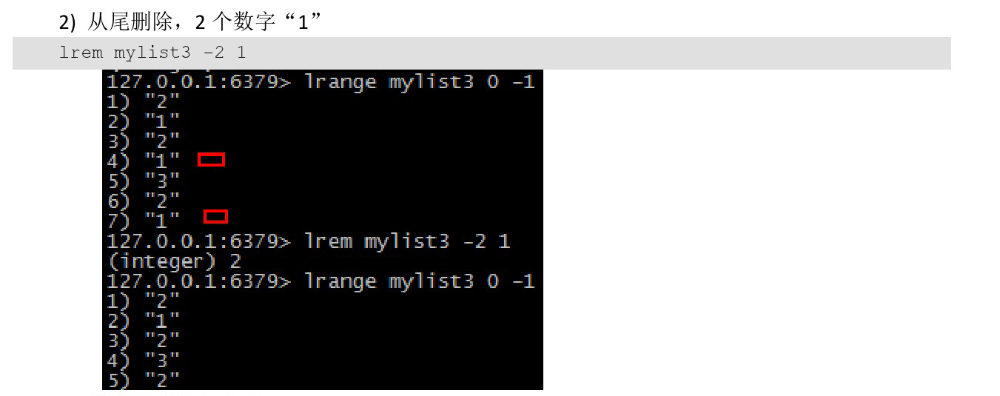 2) 从尾删除，2 个数字“1”
lrem mylist3 -2 1
127.0.0.1:6379> lrange mylist3 0 -1
1) "2"
2) "1"
3) "2"
4) "1"
5) "3"
6) "2"
7) "1"
127.0.0.1:6379> lrem mylist3 -2 1
(integer) 2
127.0.0.1:6379> lrange mylist3 0 -1
1) "2"
2) "1"
3) "2"
4) "3"
5) "2"